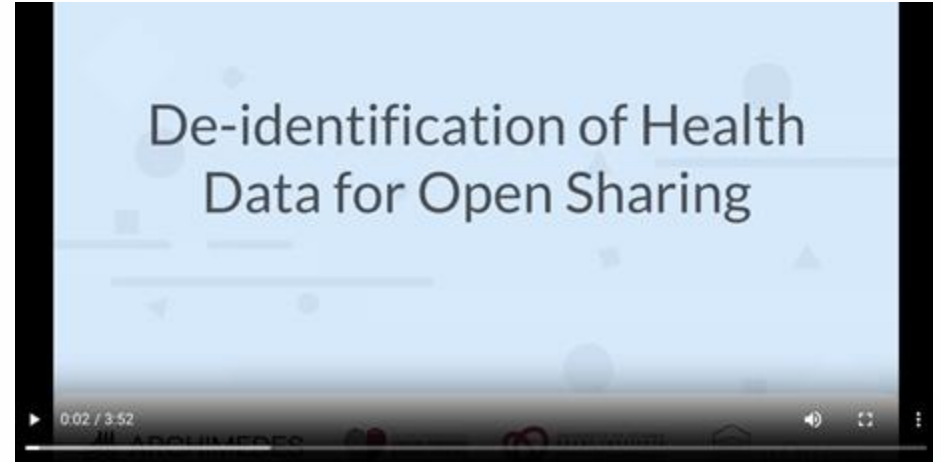 De-identification of Health
Data for Open Sharing
0:02 / 3:52
ARCHIMEDES